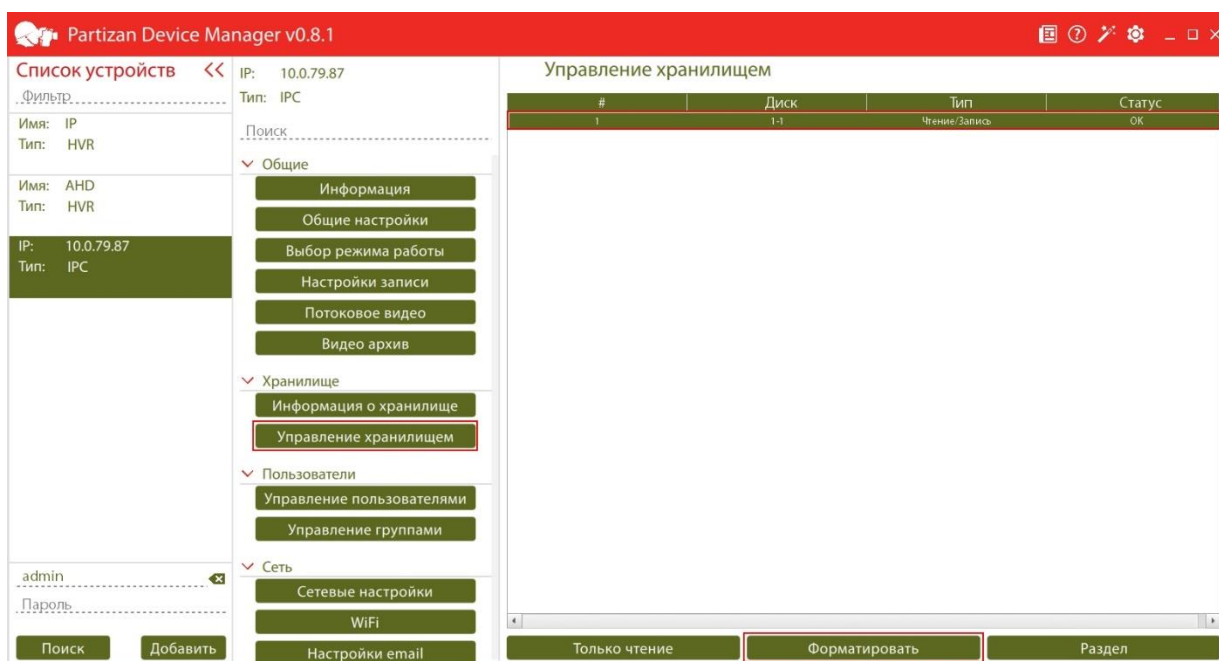 Partizan Device Manager v0.8.1
Список устройств <<
Фильтр
Имя: IP
Тип: HVR
Имя: AHD
Тип: HVR
IP: 10.0.79.87
Тип: IPC
admin
Пароль
Поиск Добавить
IP: 10.0.79.87
Тип: IPC
Поиск
Общие
Информация
Общие настройки
Выбор режима работы
Настройки записи
Потоковое видео
Видео архив
Хранилище
Информация о хранилище
Управление хранилищем
Пользователи
Управление пользователями
Управление группами
Сеть
Сетевые настройки
WiFi
Настройки email
Управление хранилищем
# Диск Тип Статус
1 1-1 Чтение/Запись OK
Только чтение Форматировать Раздел